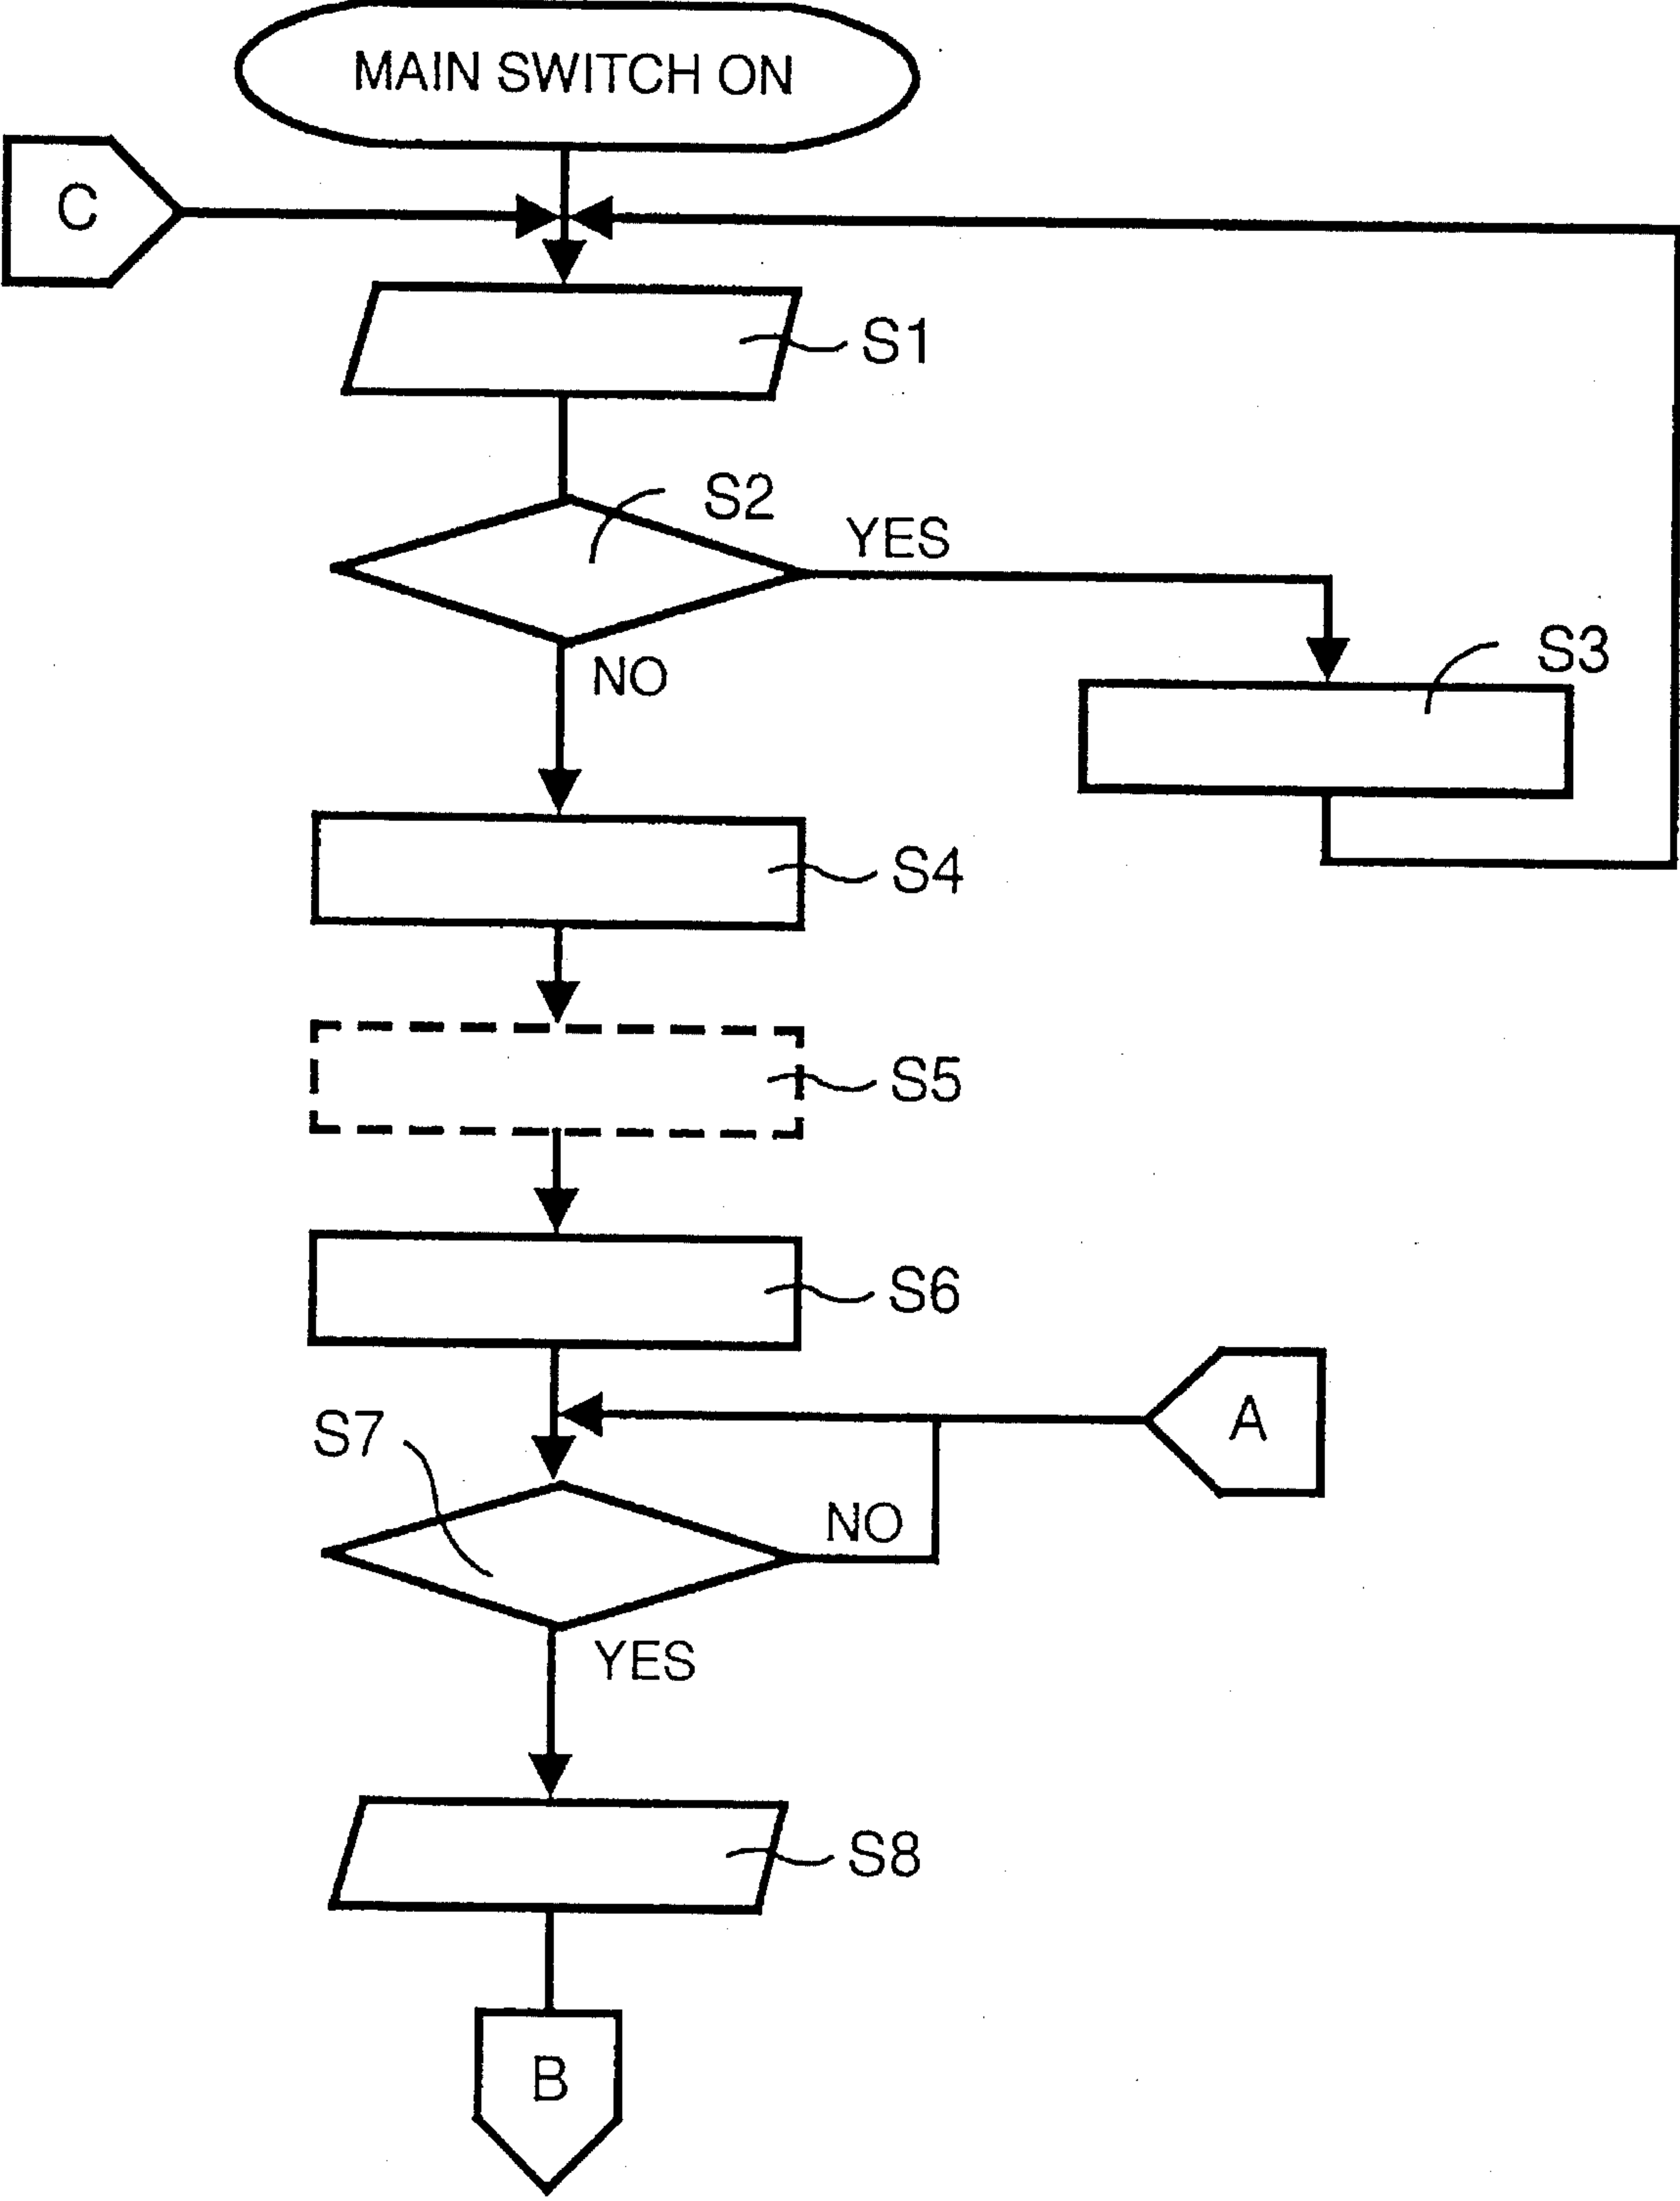 MAIN SWITCH ON
C
S1
S2
YES
NO
S3
S4
S5
S6
A
S7
NO
YES
S8
B